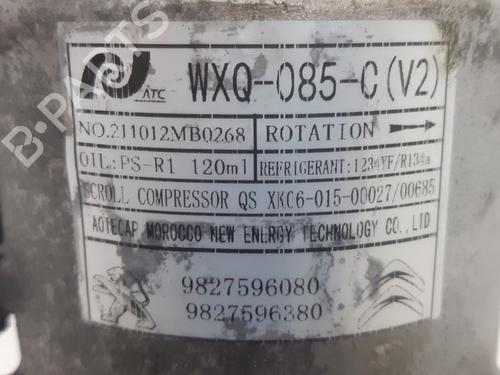 ATC WXQ-085-C(V2)
NO.211012MB0268 ROTATION
OIL:PS-R1 120ml REFRIGERANT:1234YF/R134a
SCROLL COMPRESSOR QS XKC6-015-00027/00685
AOTECAP MOROCCO NEW ENERGY TECHNOLOGY CO., LTD
9827596080
9827596380
B-PARTS